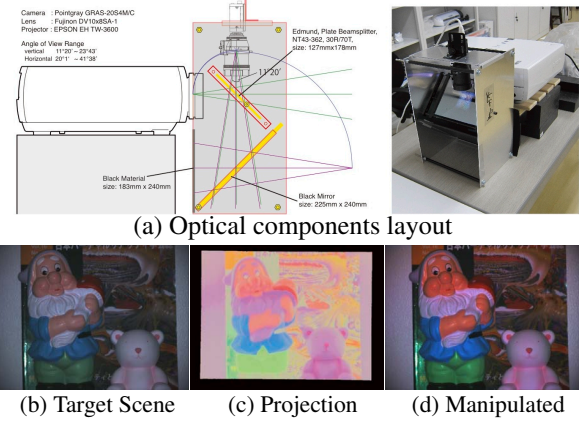 Camera : Pointgray GRAS-20S4M/C
Lens : Fujinon DV10x8SA-1
Projector : EPSON EH TW-3600
Angle of View Range
vertical 11°20' – 23°43'
Horizontal 20°1' – 41°38'
Edmund, Plate Beamsplitter,
NT43-362, 30R/70T,
size: 127mmx178mm
11°20'
Black Material
size: 183mm x 240mm
Black Mirror
size: 225mm x 240mm
(a) Optical components layout
(b) Target Scene
(c) Projection
(d) Manipulated